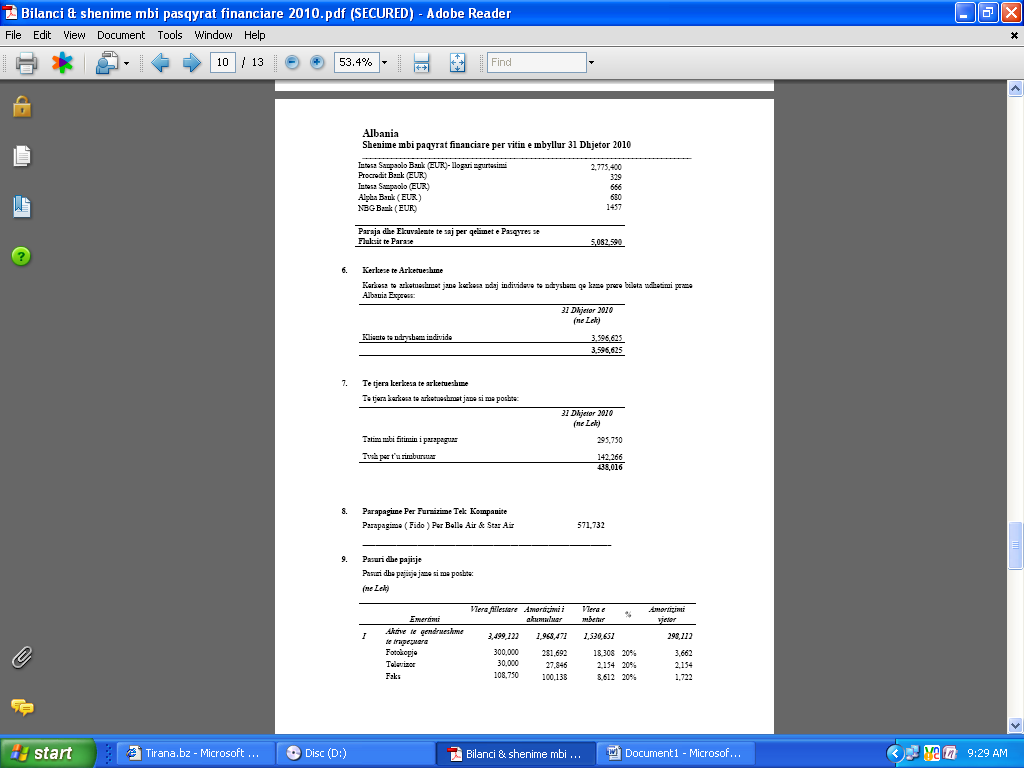 Bilanci & shenime mbi pasqyrat financiare 2010.pdf (SECURED) - Adobe Reader
File Edit View Document Tools Window Help
10 / 13 53.4% Find
Albania
Shenime mbi paqyrat financiare per vitin e mbyllur 31 Dhjetor 2010
Intesa Sanpaolo Bank (EUR)- llogari ngurtesimi 2,775,400
Procredit Bank (EUR) 329
Intesa Sanpaolo (EUR) 666
Alpha Bank ( EUR ) 680
NBG Bank ( EUR) 1457
Paraja dhe Ekuvalente te saj per qelimet e Pasqyres se
Fluksit te Parase 5,082,590
6. Kerkese te Arketueshme
Kerkesa te arketueshmet jane kerkesa ndaj individeve te ndryshem qe kane prere bileta udhetimi prane
Albania Express:
31 Dhjetor 2010
(ne Lek)
Kliente te ndryshem individe 3,596,625
3,596,625
7. Te tjera kerkesa te arketueshme
Te tjera kerkesa te arketueshmet jane si me poshte:
31 Dhjetor 2010
(ne Lek)
Tatim mbi fitimin i parapaguar 295,750
Tvsh per t'u rimbursuar 142,266
438,016
8. Parapagime Per Furnizime Tek Kompanite
Parapagime ( Fido ) Per Belle Air & Star Air 571,732
9. Pasuri dhe pajisje
Pasuri dhe pajisje jane si me poshte:
(ne Lek)
Emertimi Vlera fillestare Amortizimi i akumuluar Vlera e mbetur % Amortizimi vjetor
I Aktive te qendrueshme te trupezuara 3,499,122 1,968,471 1,530,651 298,112
Fotokopje 300,000 281,692 18,308 20% 3,662
Televizor 30,000 27,846 2,154 20% 2,154
Faks 108,750 100,138 8,612 20% 1,722
start Tirana.bz - Microsoft ... Disc (D:) Bilanci & shenime mbi ... Document1 - Microsof... 9:29 AM